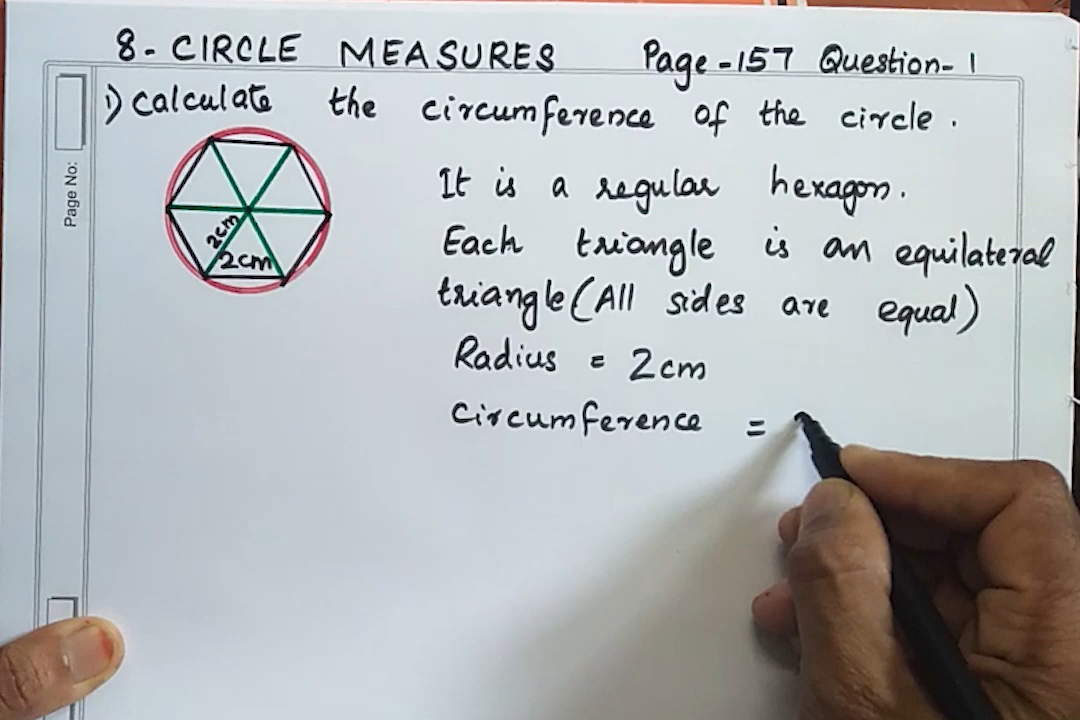 8- CIRCLE MEASURES Page-157 Question- 1
i) Calculate the circumference of the circle.
It is a regular hexagon.
Each triangle is an equilateral
triangle (All sides are equal)
Radius = 2cm
Circumference =
2cm
2cm
Page No: